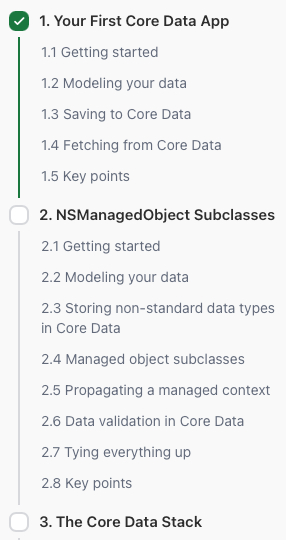 1. Your First Core Data App
1.1 Getting started
1.2 Modeling your data
1.3 Saving to Core Data
1.4 Fetching from Core Data
1.5 Key points
2. NSManagedObject Subclasses
2.1 Getting started
2.2 Modeling your data
2.3 Storing non-standard data types
in Core Data
2.4 Managed object subclasses
2.5 Propagating a managed context
2.6 Data validation in Core Data
2.7 Tying everything up
2.8 Key points
3. The Core Data Stack